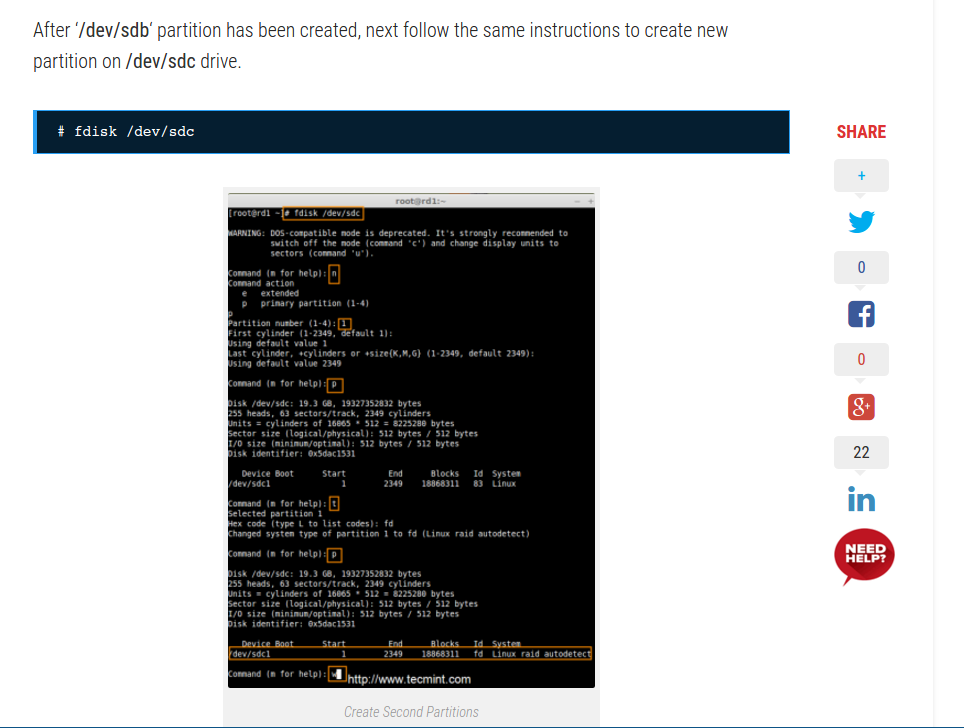 After ‘/dev/sdb‘ partition has been created, next follow the same instructions to create new
partition on /dev/sdc drive.
# fdisk /dev/sdc
root@rd1:~
[root@rd1 ~]# fdisk /dev/sdc
WARNING: DOS-compatible mode is deprecated. It's strongly recommended to
switch off the mode (command 'c') and change display units to
sectors (command 'u').
Command (m for help): n
Command action
e   extended
p   primary partition (1-4)
p
Partition number (1-4): 1
First cylinder (1-2349, default 1):
Using default value 1
Last cylinder, +cylinders or +size{K,M,G} (1-2349, default 2349):
Using default value 2349
Command (m for help): p
Disk /dev/sdc: 19.3 GB, 19327352832 bytes
255 heads, 63 sectors/track, 2349 cylinders
Units = cylinders of 16065 * 512 = 8225280 bytes
Sector size (logical/physical): 512 bytes / 512 bytes
I/O size (minimum/optimal): 512 bytes / 512 bytes
Disk identifier: 0x5dac1531
Device Boot      Start         End      Blocks   Id  System
/dev/sdc1               1        2349    18868311   83  Linux
Command (m for help): t
Selected partition 1
Hex code (type L to list codes): fd
Changed system type of partition 1 to fd (Linux raid autodetect)
Command (m for help): p
Disk /dev/sdc: 19.3 GB, 19327352832 bytes
255 heads, 63 sectors/track, 2349 cylinders
Units = cylinders of 16065 * 512 = 8225280 bytes
Sector size (logical/physical): 512 bytes / 512 bytes
I/O size (minimum/optimal): 512 bytes / 512 bytes
Disk identifier: 0x5dac1531
Device Boot      Start         End      Blocks   Id  System
/dev/sdc1               1        2349    18868311   fd  Linux raid autodetect
Command (m for help): w
http://www.tecmint.com
Create Second Partitions
SHARE
+
0
f
0
g+
22
in
NEED
HELP?